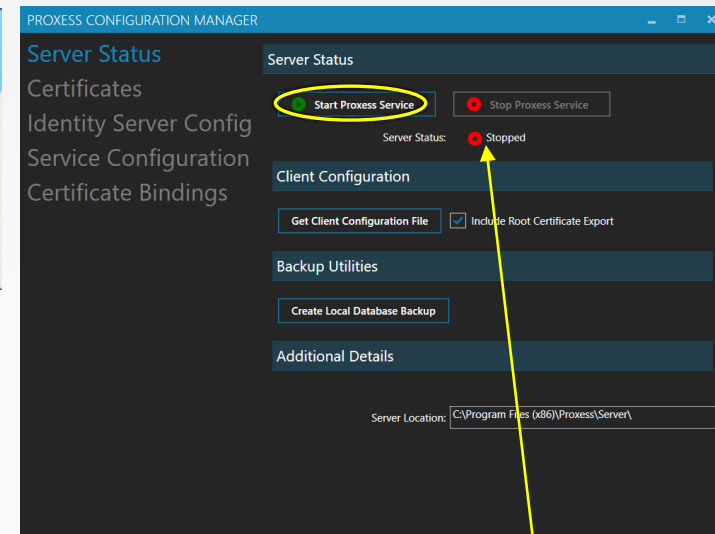 PROXESS CONFIGURATION MANAGER
Server Status
Certificates
Identity Server Config
Service Configuration
Certificate Bindings
Server Status
Start Proxess Service
Stop Proxess Service
Server Status: Stopped
Client Configuration
Get Client Configuration File
Include Root Certificate Export
Backup Utilities
Create Local Database Backup
Additional Details
Server Location: C:\Program Files (x86)\Proxess\Server\